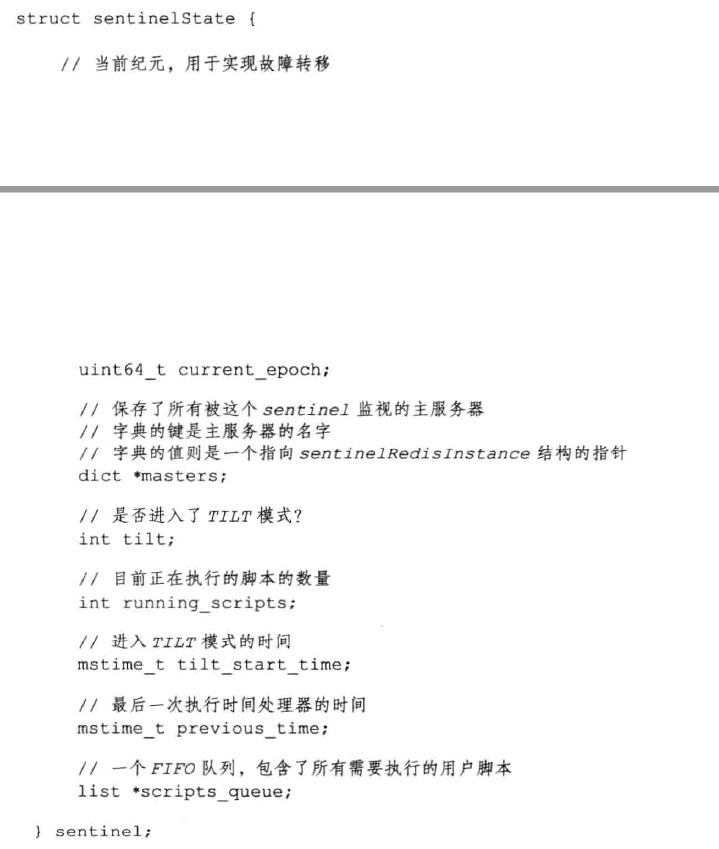 struct sentinelState {
// 当前纪元，用于实现故障转移
uint64_t current_epoch;
// 保存了所有被这个 sentinel 监视的主服务器
// 字典的键是主服务器的名字
// 字典的值则是一个指向 sentinelRedisInstance 结构的指针
dict *masters;
// 是否进入了 TILT 模式？
int tilt;
// 目前正在执行的脚本的数量
int running_scripts;
// 进入 TILT 模式的时间
mstime_t tilt_start_time;
// 最后一次执行时间处理器的时间
mstime_t previous_time;
// 一个 FIFO 队列，包含了所有需要执行的用户脚本
list *scripts_queue;
} sentinel;